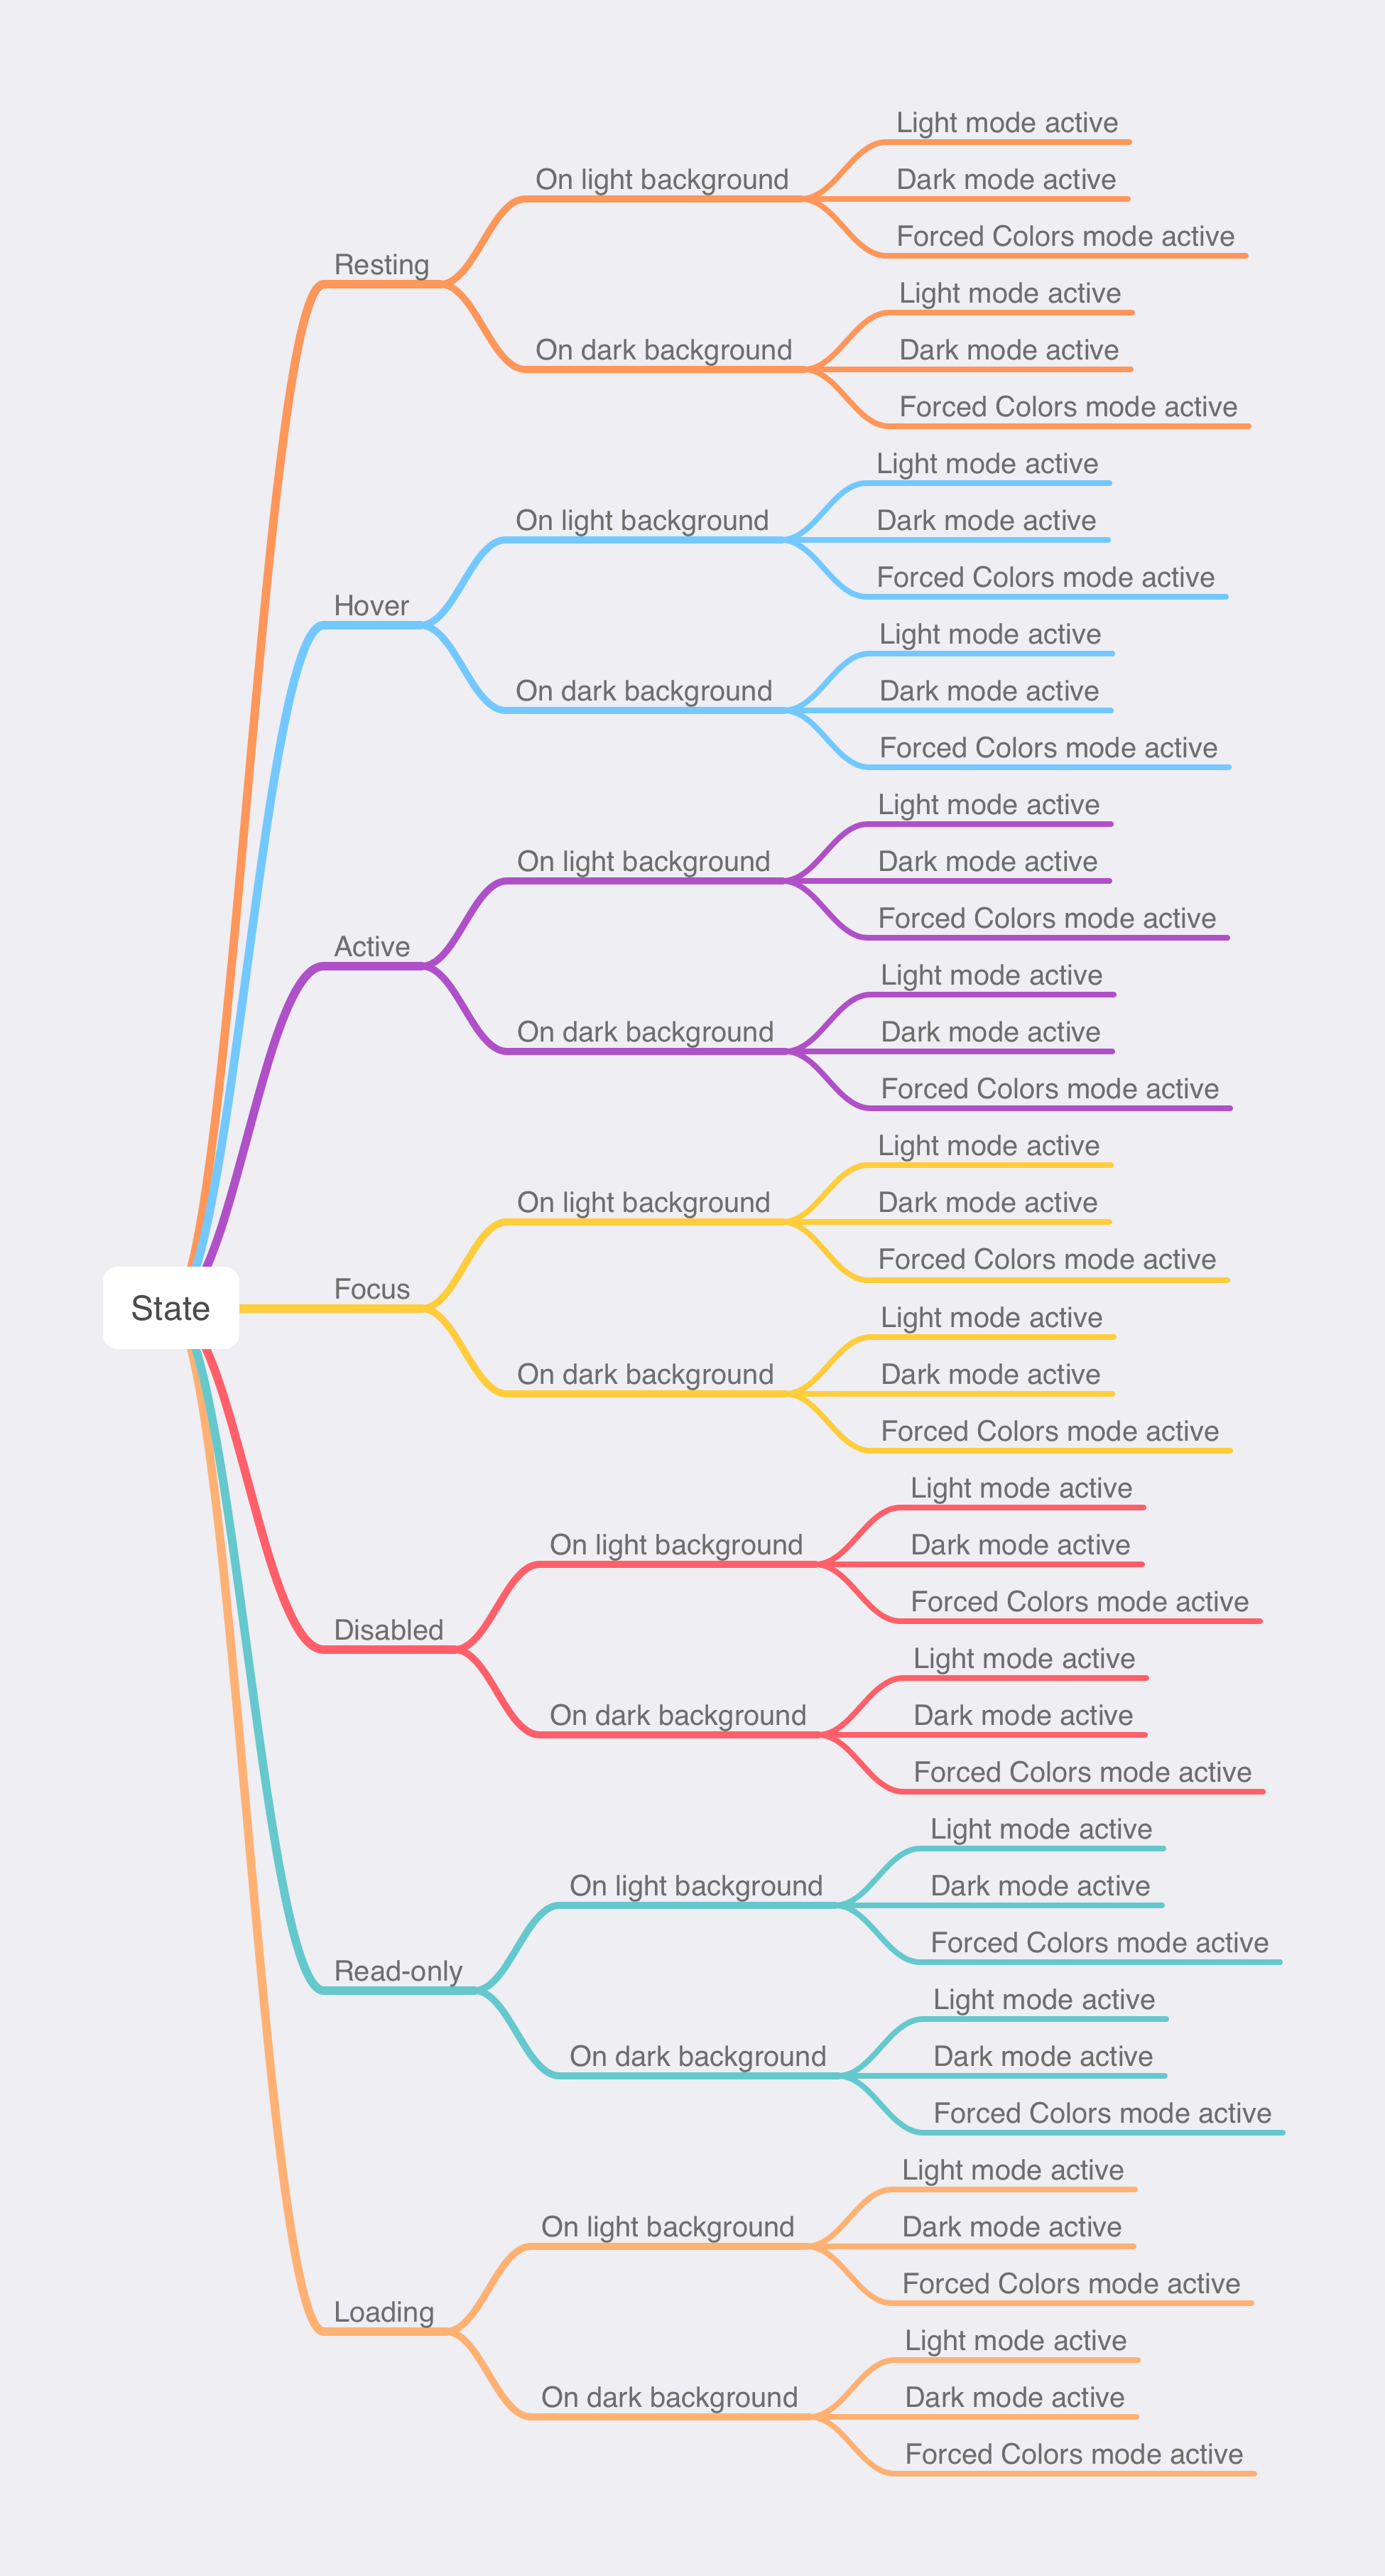 State
Resting
On light background
Light mode active
Dark mode active
Forced Colors mode active
On dark background
Light mode active
Dark mode active
Forced Colors mode active
Hover
On light background
Light mode active
Dark mode active
Forced Colors mode active
On dark background
Light mode active
Dark mode active
Forced Colors mode active
Active
On light background
Light mode active
Dark mode active
Forced Colors mode active
On dark background
Light mode active
Dark mode active
Forced Colors mode active
Focus
On light background
Light mode active
Dark mode active
Forced Colors mode active
On dark background
Light mode active
Dark mode active
Forced Colors mode active
Disabled
On light background
Light mode active
Dark mode active
Forced Colors mode active
On dark background
Light mode active
Dark mode active
Forced Colors mode active
Read-only
On light background
Light mode active
Dark mode active
Forced Colors mode active
On dark background
Light mode active
Dark mode active
Forced Colors mode active
Loading
On light background
Light mode active
Dark mode active
Forced Colors mode active
On dark background
Light mode active
Dark mode active
Forced Colors mode active